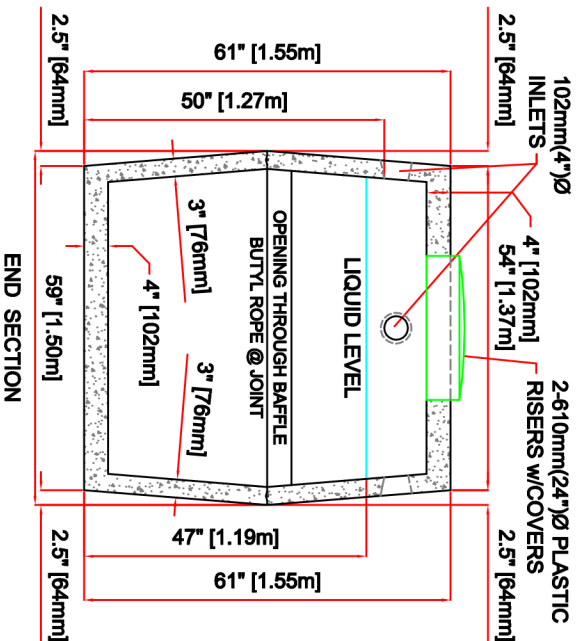 102mm(4")Ø
INLETS
2-610mm(24")Ø PLASTIC
RISERS w/COVERS
2.5" [64mm]
4" [102mm]
54" [1.37m]
2.5" [64mm]
61" [1.55m]
50" [1.27m]
LIQUID LEVEL
OPENING THROUGH BAFFLE
BUTYL ROPE @ JOINT
3" [76mm]
3" [76mm]
4" [102mm]
47" [1.19m]
61" [1.55m]
2.5" [64mm]
59" [1.50m]
2.5" [64mm]
END SECTION